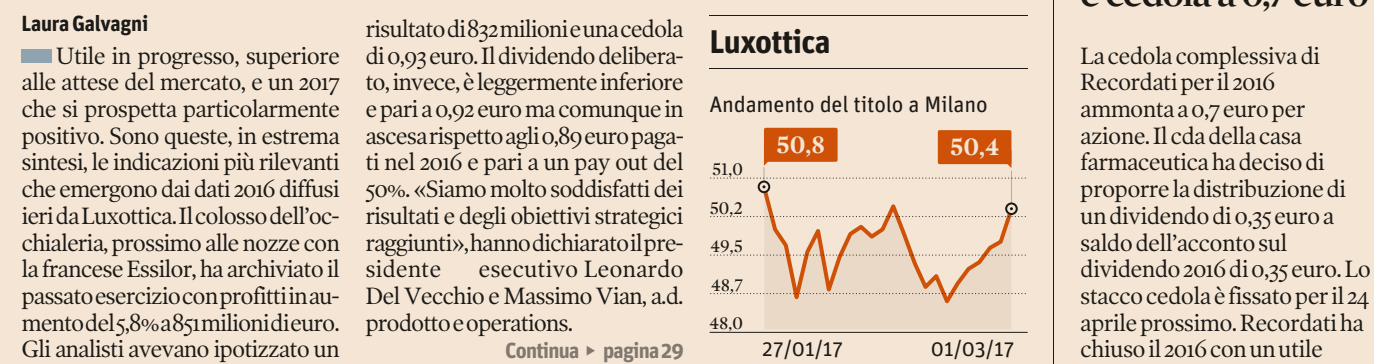 Laura Galvagni
Utile in progresso, superiore
alle attese del mercato, e un 2017
che si prospetta particolarmente
positivo. Sono queste, in estrema
sintesi, le indicazioni più rilevanti
che emergono dai dati 2016 diffusi
ieri da Luxottica. Il colosso dell'oc-
chialeria, prossimo alle nozze con
la francese Essilor, ha archiviato il
passato esercizio con profitti in au-
mento del 5,8% a 851 milioni di euro.
Gli analisti avevano ipotizzato un
risultato di 832 milioni e una cedola
di 0,93 euro. Il dividendo delibera-
to, invece, è leggermente inferiore
e pari a 0,92 euro ma comunque in
ascesa rispetto agli 0,89 euro paga-
ti nel 2016 e pari a un pay out del
50%. «Siamo molto soddisfatti dei
risultati e degli obiettivi strategici
raggiunti», hanno dichiarato il pre-
sidente esecutivo Leonardo
Del Vecchio e Massimo Vian, a.d.
prodotto e operations.
Continua ▸ pagina 29
Luxottica
Andamento del titolo a Milano
50,8
50,4
51,0
50,2
49,5
48,7
48,0
27/01/17
01/03/17
e cedola a 0,7 euro
La cedola complessiva di
Recordati per il 2016
ammonta a 0,7 euro per
azione. Il cda della casa
farmaceutica ha deciso di
proporre la distribuzione di
un dividendo di 0,35 euro a
saldo dell'acconto sul
dividendo 2016 di 0,35 euro. Lo
stacco cedola è fissato per il 24
aprile prossimo. Recordati ha
chiuso il 2016 con un utile